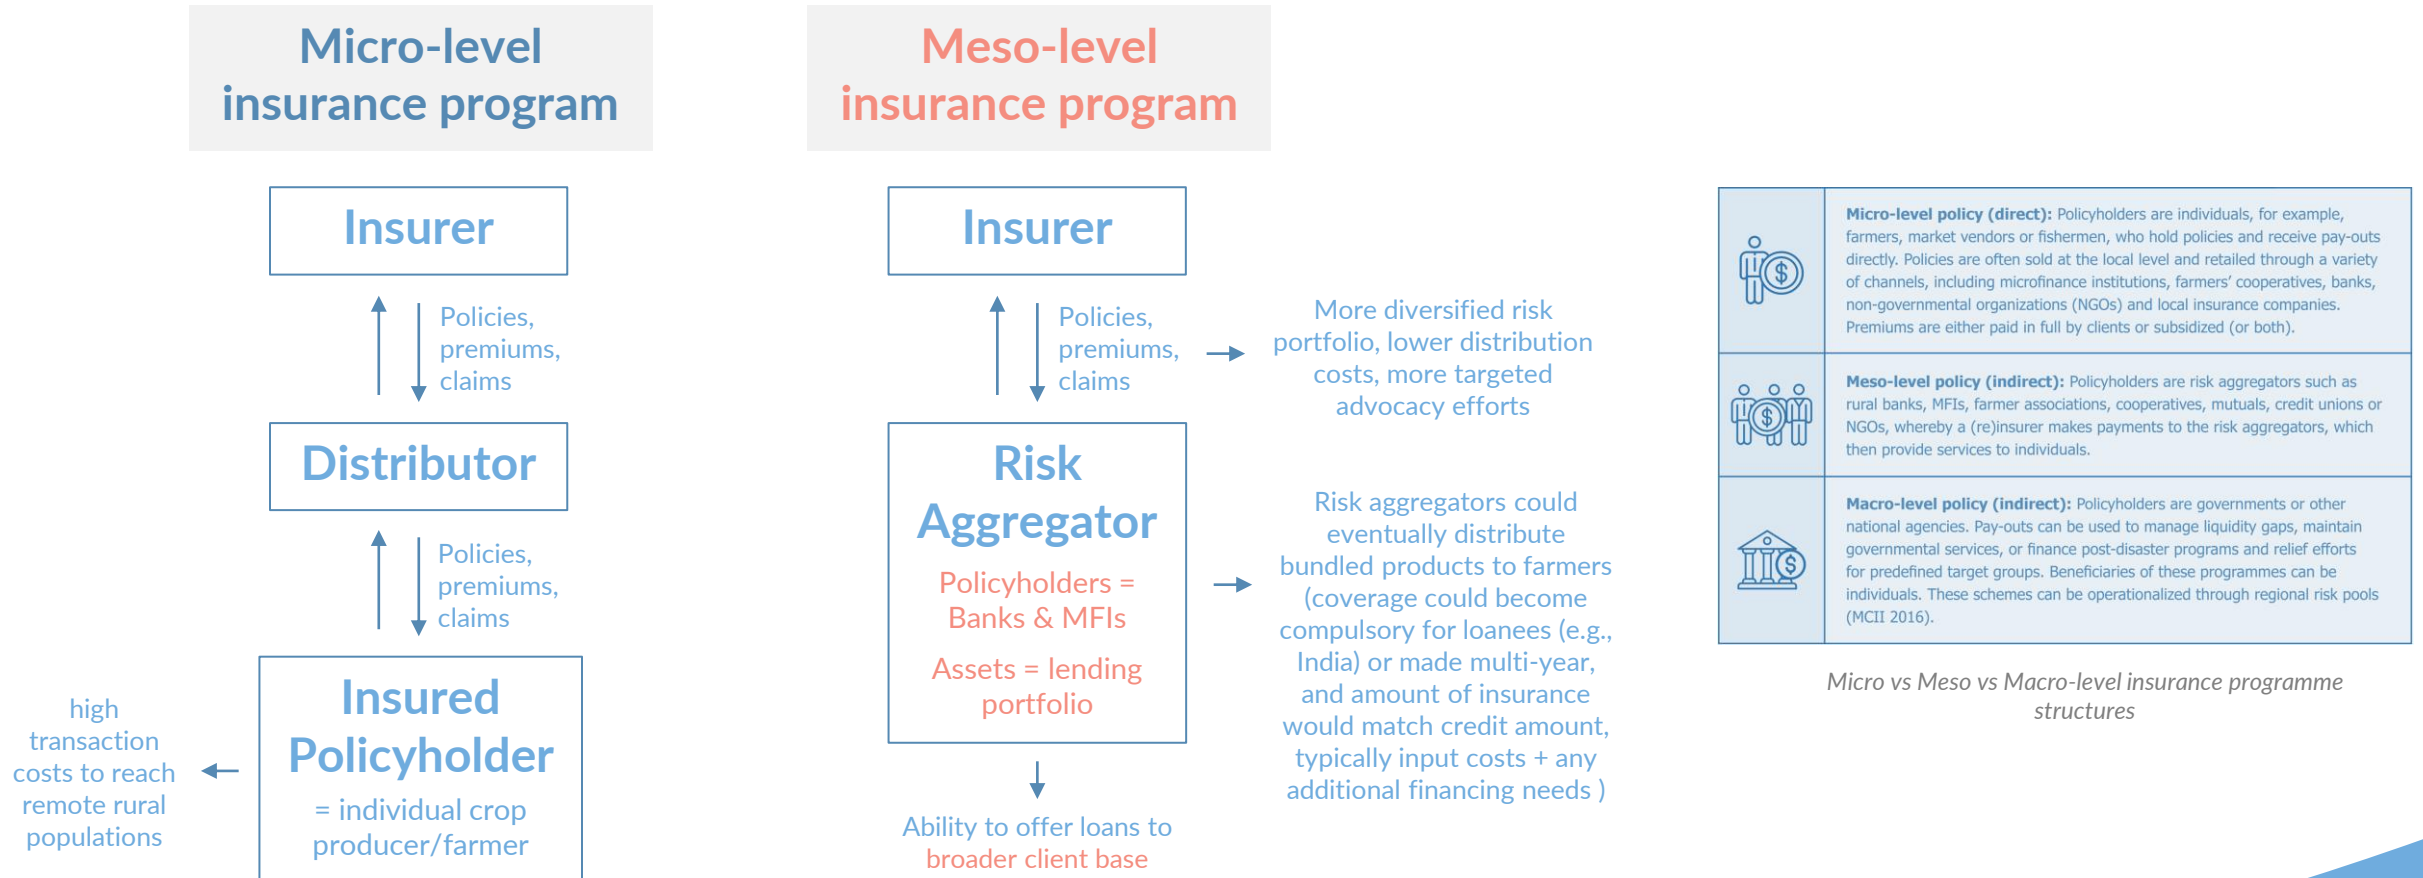 Micro-level
insurance program
Insurer
Policies,
premiums,
claims
Distributor
Policies,
premiums,
claims
Insured
Policyholder
= individual crop
producer/farmer
high
transaction
costs to reach
remote rural
populations
Meso-level
insurance program
Insurer
Policies,
premiums,
claims
More diversified risk
portfolio, lower distribution
costs, more targeted
advocacy efforts
Risk
Aggregator
Policyholders =
Banks & MFIs
Assets = lending
portfolio
Risk aggregators could
eventually distribute
bundled products to farmers
(coverage could become
compulsory for loanees (e.g.,
India) or made multi-year,
and amount of insurance
would match credit amount,
typically input costs + any
additional financing needs )
Ability to offer loans to
broader client base
Micro-level policy (direct): Policyholders are individuals, for example,
farmers, market vendors or fishermen, who hold policies and receive pay-outs
directly. Policies are often sold at the local level and retailed through a variety
of channels, including microfinance institutions, farmers' cooperatives, banks,
non-governmental organizations (NGOs) and local insurance companies.
Premiums are either paid in full by clients or subsidized (or both).
Meso-level policy (indirect): Policyholders are risk aggregators such as
rural banks, MFIs, farmer associations, cooperatives, mutuals, credit unions or
NGOs, whereby a (re)insurer makes payments to the risk aggregators, which
then provide services to individuals.
Macro-level policy (indirect): Policyholders are governments or other
national agencies. Pay-outs can be used to manage liquidity gaps, maintain
governmental services, or finance post-disaster programs and relief efforts
for predefined target groups. Beneficiaries of these programmes can be
individuals. These schemes can be operationalized through regional risk pools
(MCII 2016).
Micro vs Meso vs Macro-level insurance programme
structures